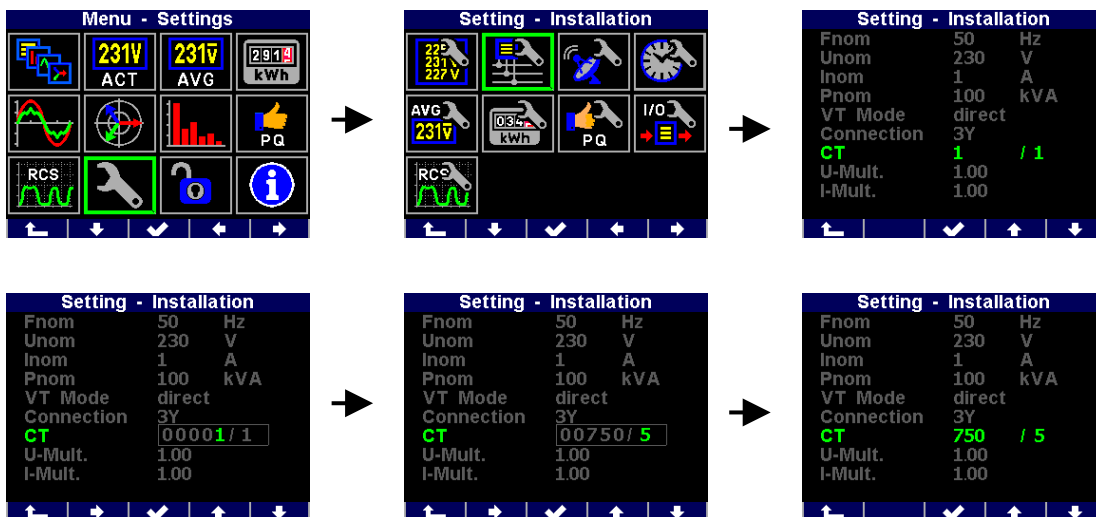 Menu - Settings
231V
ACT
231V
AVG
2914
kWh
PQ
RCS
Setting - Installation
231V
227 V
AVG
231V
kWh
PQ
I/O
RCS
Setting - Installation
Fnom 50 Hz
Unom 230 V
Inom 1 A
Pnom 100 kVA
VT Mode direct
Connection 3Y
CT 1 / 1
U-Mult. 1.00
I-Mult. 1.00
Setting - Installation
Fnom 50 Hz
Unom 230 V
Inom 1 A
Pnom 100 kVA
VT Mode direct
Connection 3Y
CT 00001/ 1
U-Mult. 1.00
I-Mult. 1.00
Setting - Installation
Fnom 50 Hz
Unom 230 V
Inom 1 A
Pnom 100 kVA
VT Mode direct
Connection 3Y
CT 00750/ 5
U-Mult. 1.00
I-Mult. 1.00
Setting - Installation
Fnom 50 Hz
Unom 230 V
Inom 1 A
Pnom 100 kVA
VT Mode direct
Connection 3Y
CT 750 / 5
U-Mult. 1.00
I-Mult. 1.00